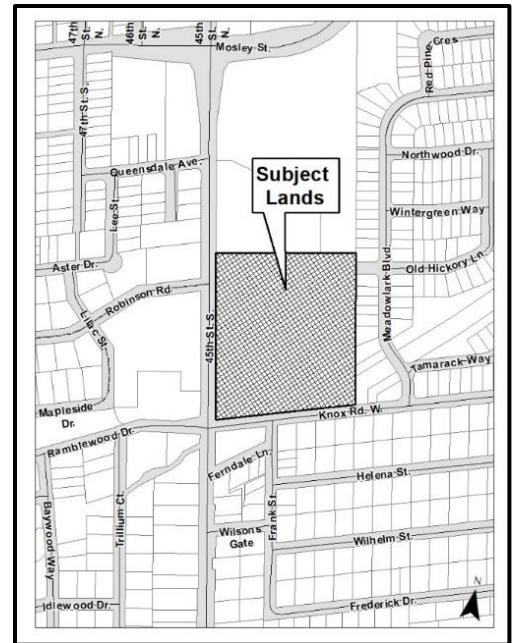 47th St. N.
46th St. N.
45th St. N.
Mosley St.
Red Pine Cres
47th St. S.
Queensdale Ave.
Northwood Dr.
Lee St.
Subject
Lands
Wintergreen Way
Aster Dr.
Old Hickory Ln.
Robinson Rd.
Lilac St.
45th St. S.
Meadowlark Blvd.
Tamarack Way
Mapleside
Dr.
Knox Rd. W.
Ramblewood Dr.
Ferndale Ln.
Helena St.
Baywood Way
Trillium Ct.
Frank St.
Wilson's
Gate
Wilhelm St.
Idlewood Dr.
Frederick Dr.
N